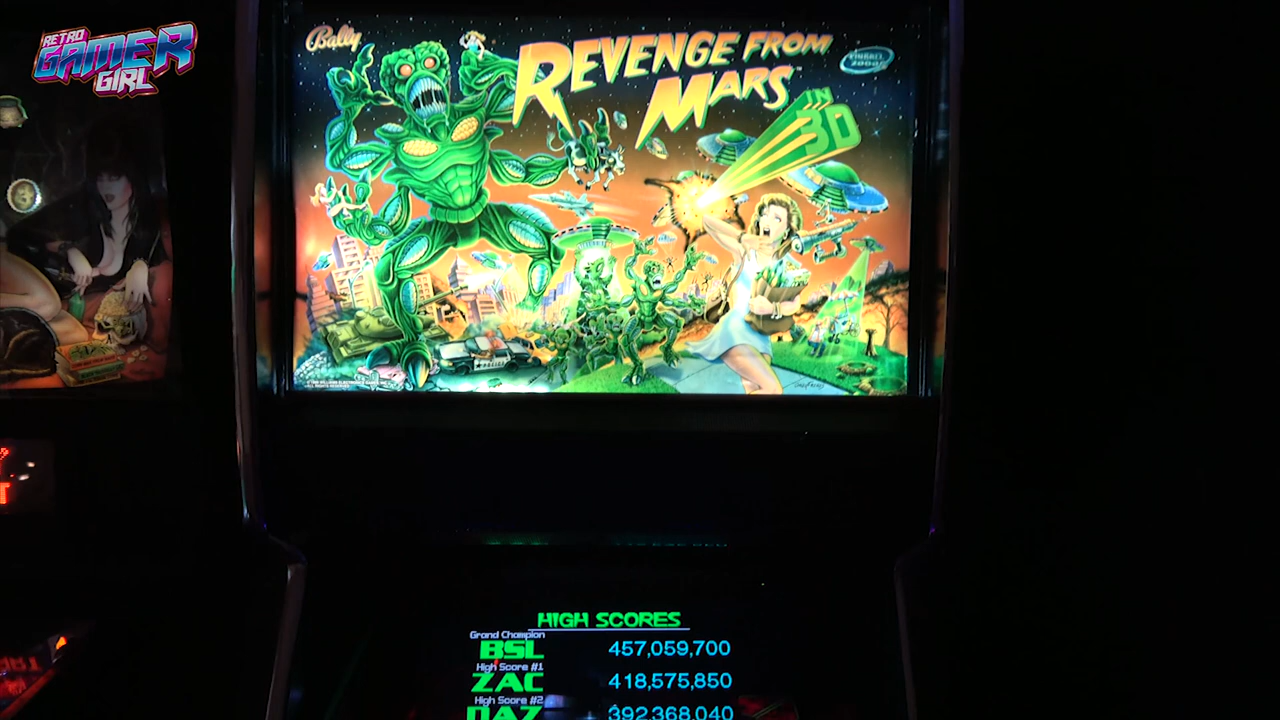 RETRO
GAMER
GIRL
Bally
REVENGE FROM
MARS
IN
3D
PINBALL
2000
POLICE
HIGH SCORES
Grand Champion
BSL 457,059,700
High Score #1
ZAC 418,575,850
High Score #2
392,368,040